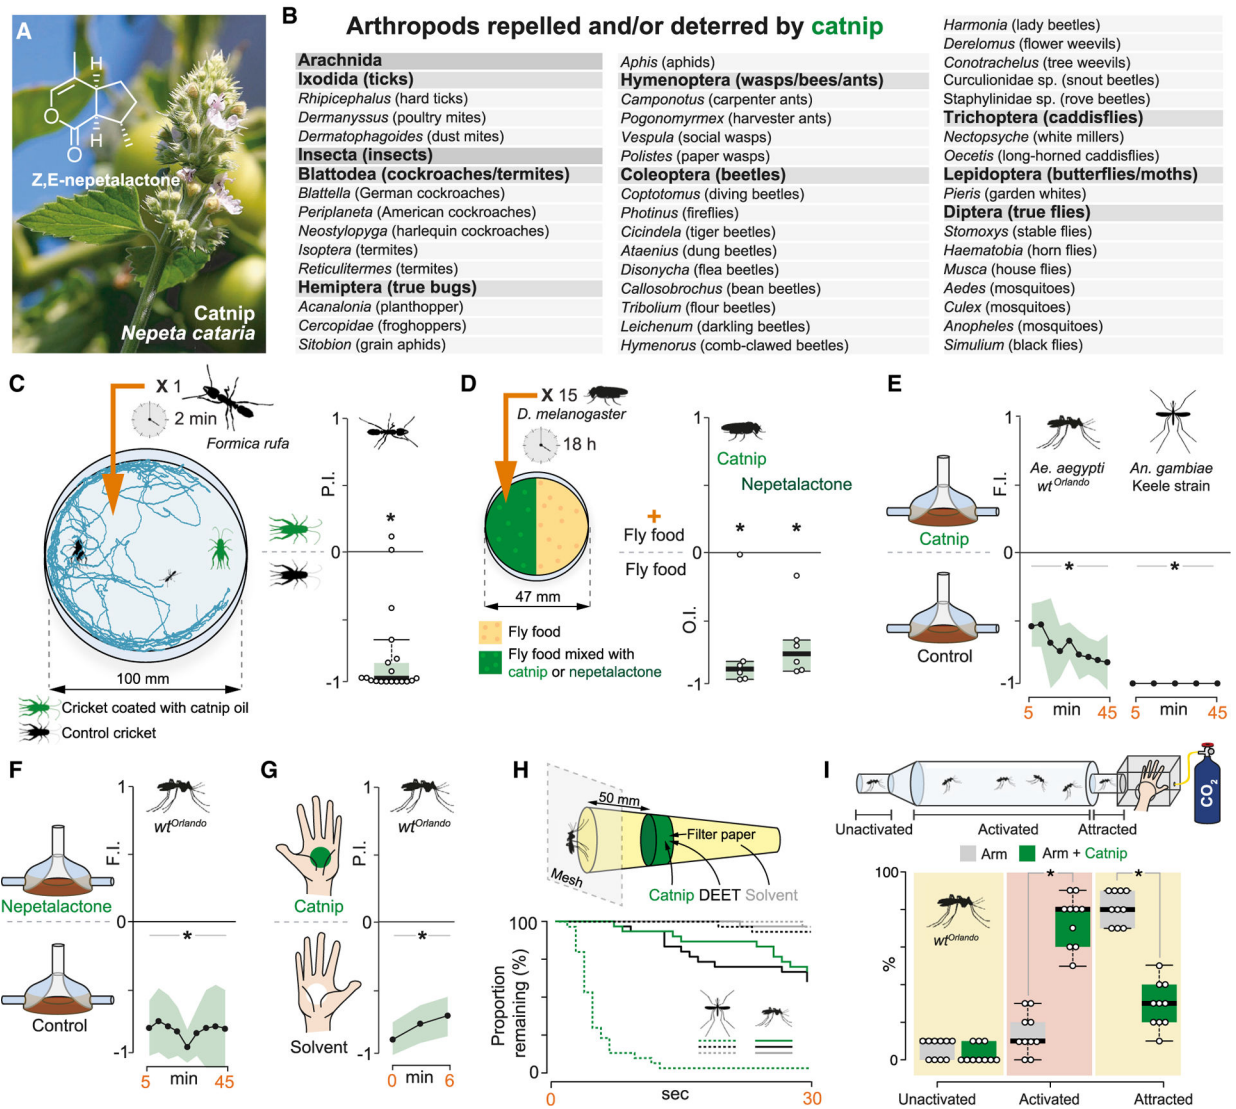 A
H
H
O
O
Z,E-nepetalactone
Catnip
Nepeta cataria
B
Arthropods repelled and/or deterred by catnip
Arachnida
Ixodida (ticks)
Rhipicephalus (hard ticks)
Dermanyssus (poultry mites)
Dermatophagoides (dust mites)
Insecta (insects)
Blattodea (cockroaches/termites)
Blattella (German cockroaches)
Periplaneta (American cockroaches)
Neostylopyga (harlequin cockroaches)
Isoptera (termites)
Reticulitermes (termites)
Hemiptera (true bugs)
Acanalonia (planthopper)
Cercopidae (froghoppers)
Sitobion (grain aphids)
Aphis (aphids)
Hymenoptera (wasps/bees/ants)
Camponotus (carpenter ants)
Pogonomyrmex (harvester ants)
Vespula (social wasps)
Polistes (paper wasps)
Coleoptera (beetles)
Coptotomus (diving beetles)
Photinus (fireflies)
Cicindela (tiger beetles)
Ataenius (dung beetles)
Disonycha (flea beetles)
Callosobrochus (bean beetles)
Tribolium (flour beetles)
Leichenum (darkling beetles)
Hymenorus (comb-clawed beetles)
Harmonia (lady beetles)
Derelomus (flower weevils)
Conotrachelus (tree weevils)
Curculionidae sp. (snout beetles)
Staphylinidae sp. (rove beetles)
Trichoptera (caddisflies)
Nectopsyche (white millers)
Oecetis (long-horned caddisflies)
Lepidoptera (butterflies/moths)
Pieris (garden whites)
Diptera (true flies)
Stomoxys (stable flies)
Haematobia (horn flies)
Musca (house flies)
Aedes (mosquitoes)
Culex (mosquitoes)
Anopheles (mosquitoes)
Simulium (black flies)
C
X 1
2 min
Formica rufa
100 mm
Cricket coated with catnip oil
Control cricket
P.I.
1
0
-1
*
D
X 15
D. melanogaster
18 h
47 mm
Fly food
Fly food mixed with
catnip or nepetalactone
+
Fly food
Fly food
O.I.
1
0
-1
Catnip
Nepetalactone
* *
E
Catnip
Control
F.I.
1
0
-1
Ae. aegypti
wtOrlando
An. gambiae
Keele strain
* *
5 min 45
5 min 45
F
Nepetalactone
Control
F.I.
1
0
-1
wtOrlando
*
5 min 45
G
Catnip
Solvent
P.I.
1
0
-1
wtOrlando
*
0 min 6
H
50 mm
Filter paper
Mesh
Catnip DEET Solvent
Proportion
remaining (%)
100
0
0 sec 30
I
CO2
Unactivated
Activated
Attracted
Arm
Arm + Catnip
%
100
0
wtOrlando
* *
Unactivated
Activated
Attracted